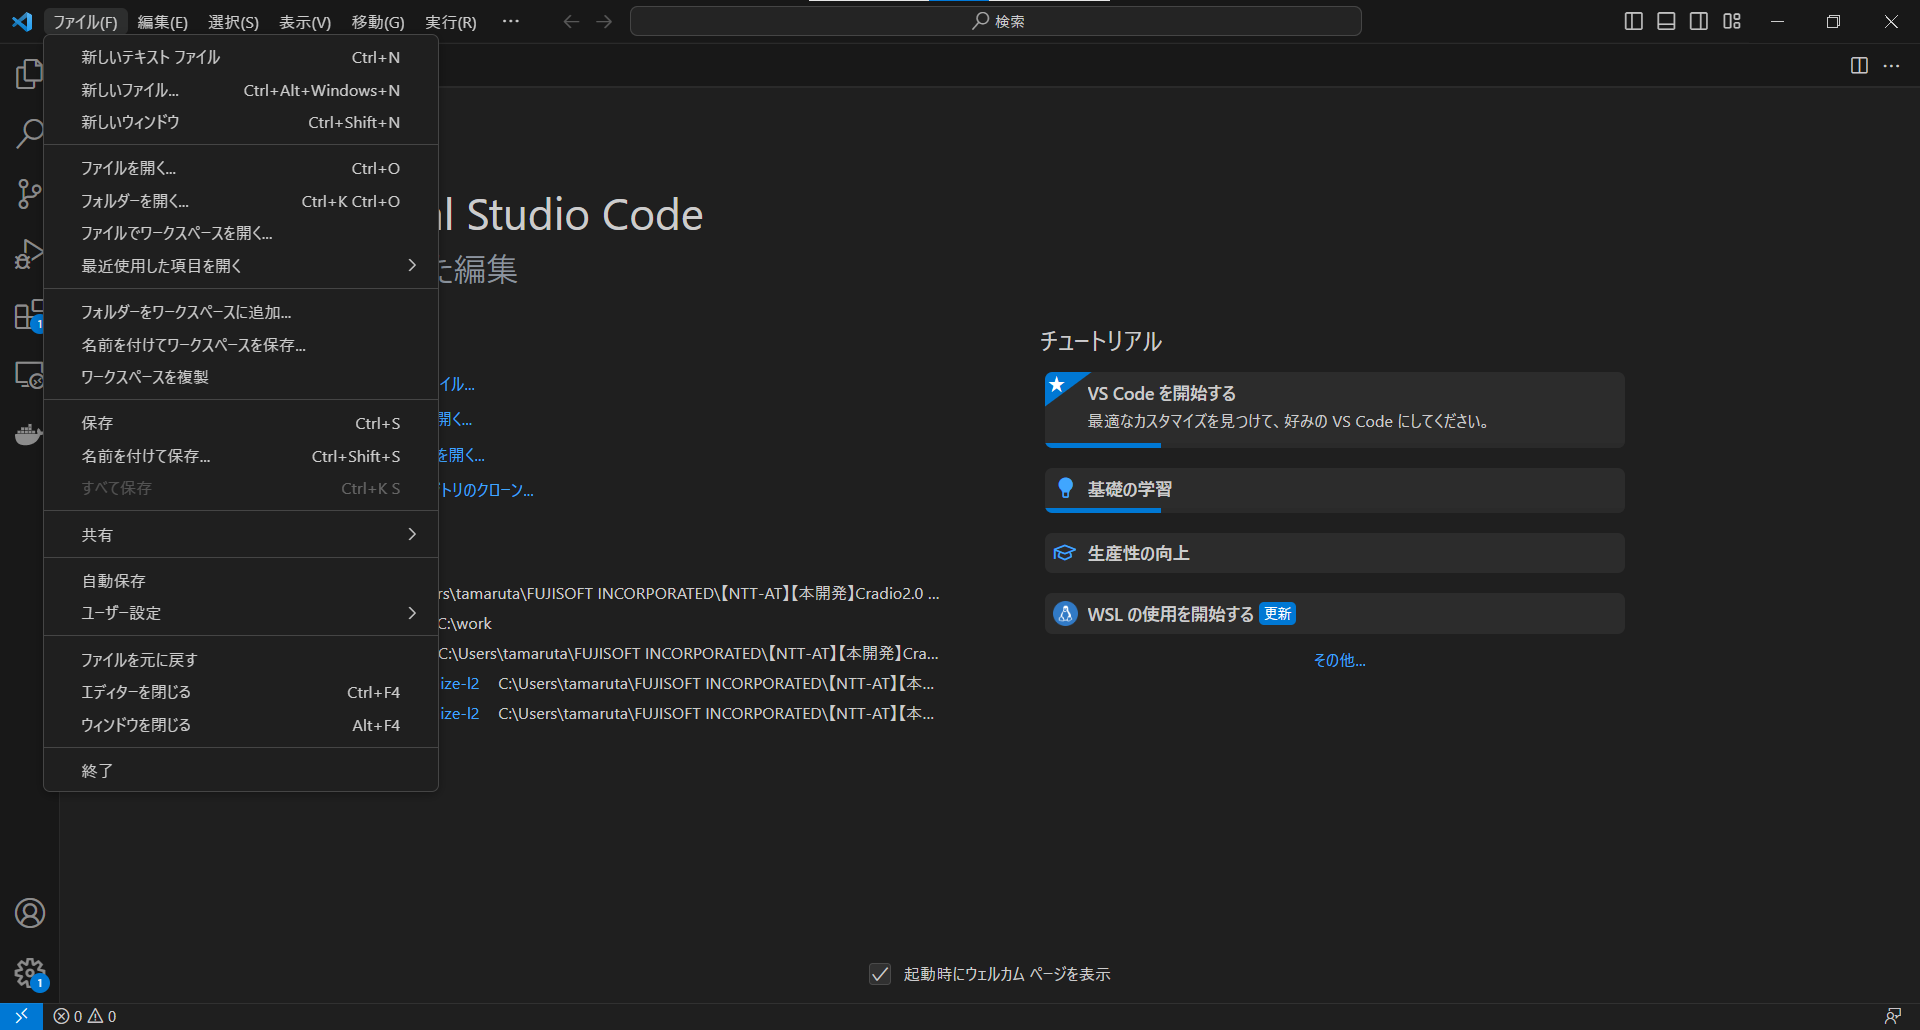 ファイル(F) 編集(E) 選択(S) 表示(V) 移動(G) 実行(R) ···
検索
新しいテキスト ファイル Ctrl+N
新しいファイル... Ctrl+Alt+Windows+N
新しいウィンドウ Ctrl+Shift+N
ファイルを開く... Ctrl+O
フォルダーを開く... Ctrl+K Ctrl+O
ファイルでワークスペースを開く...
最近使用した項目を開く
フォルダーをワークスペースに追加...
名前を付けてワークスペースを保存...
ワークスペースを複製
保存 Ctrl+S
名前を付けて保存... Ctrl+Shift+S
すべて保存 Ctrl+K S
共有
自動保存
ユーザー設定
ファイルを元に戻す
エディターを閉じる Ctrl+F4
ウィンドウを閉じる Alt+F4
終了
l Studio Code
た編集
イル...
開く...
を開く...
トリのクローン...
rs\tamaruta\FUJISOFT INCORPORATED\【NTT-AT】【本開発】Cradio2.0 ...
C:\work
C:\Users\tamaruta\FUJISOFT INCORPORATED\【NTT-AT】【本開発】Cra...
ize-l2 C:\Users\tamaruta\FUJISOFT INCORPORATED\【NTT-AT】【本...
ize-l2 C:\Users\tamaruta\FUJISOFT INCORPORATED\【NTT-AT】【本...
チュートリアル
VS Code を開始する
最適なカスタマイズを見つけて、好みの VS Code にしてください。
基礎の学習
生産性の向上
WSL の使用を開始する 更新
その他...
起動時にウェルカム ページを表示
1
1
0 0